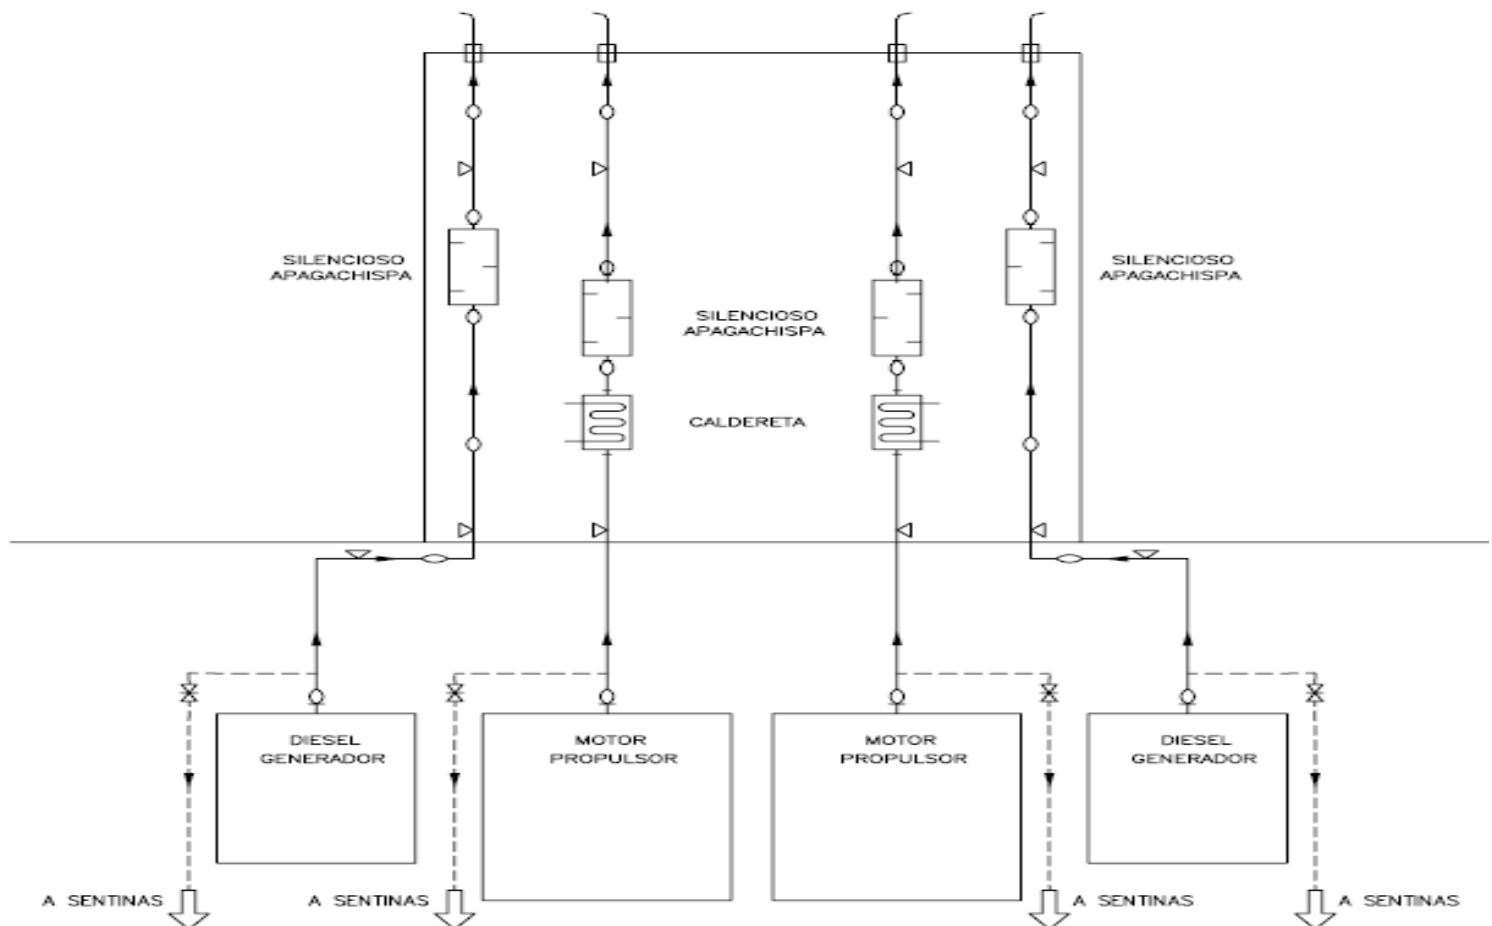 SILENCIOSO
APAGACHISPA
SILENCIOSO
APAGACHISPA
SILENCIOSO
APAGACHISPA
CALDERETA
DIESEL
GENERADOR
MOTOR
PROPULSOR
MOTOR
PROPULSOR
DIESEL
GENERADOR
A SENTINAS
A SENTINAS
A SENTINAS
A SENTINAS